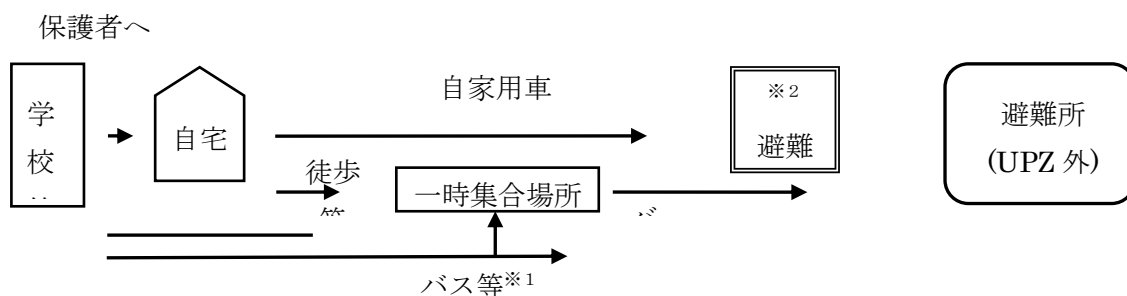 保護者へ
学校
自宅
自家用車
徒歩
一時集合場所
バス等※1
※2
避難
避難所
(UPZ 外)